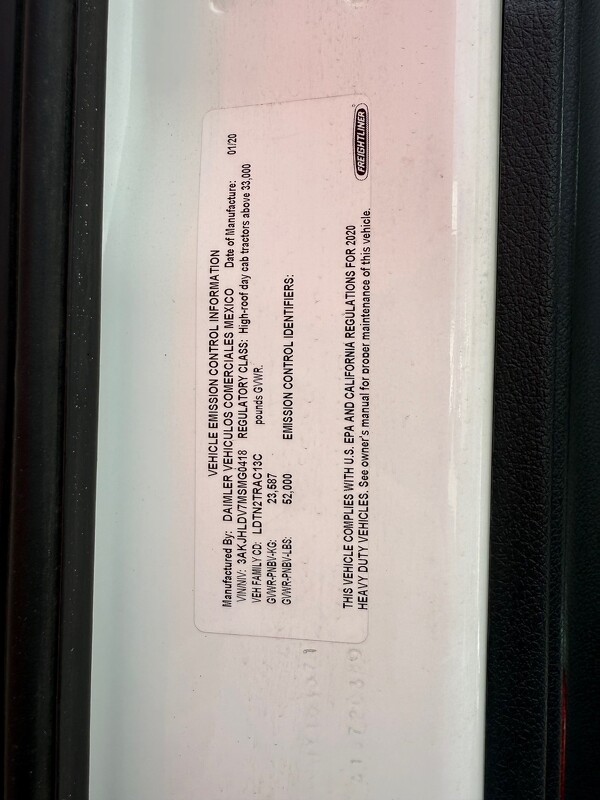 VEHICLE EMISSION CONTROL INFORMATION
Manufactured By: DAIMLER VEHICULOS COMERCIALES MEXICO Date of Manufacture: 01/20
VIN/NIV: 3AKJHLDV7MSMG0418 REGULATORY CLASS: High-roof day cab tractors above 33,000
VEH FAMILY CD: LDTN2TRAC13C pounds GVWR.
GVWR-PNBV-KG: 23,587
GVWR-PNBV-LBS: 52,000 EMISSION CONTROL IDENTIFIERS:
THIS VEHICLE COMPLIES WITH U.S. EPA AND CALIFORNIA REGULATIONS FOR 2020
HEAVY DUTY VEHICLES. See owner's manual for proper maintenance of this vehicle.
FREIGHTLINER